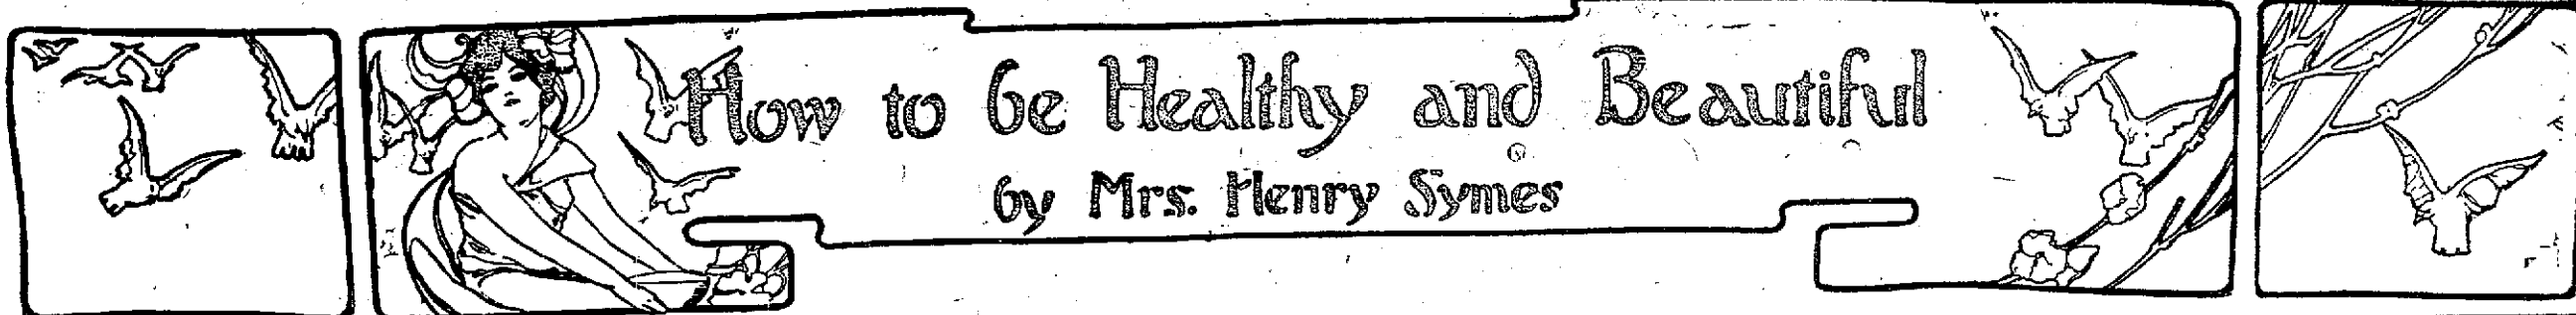 How to be Healthy and Beautiful
by Mrs. Henry Symes